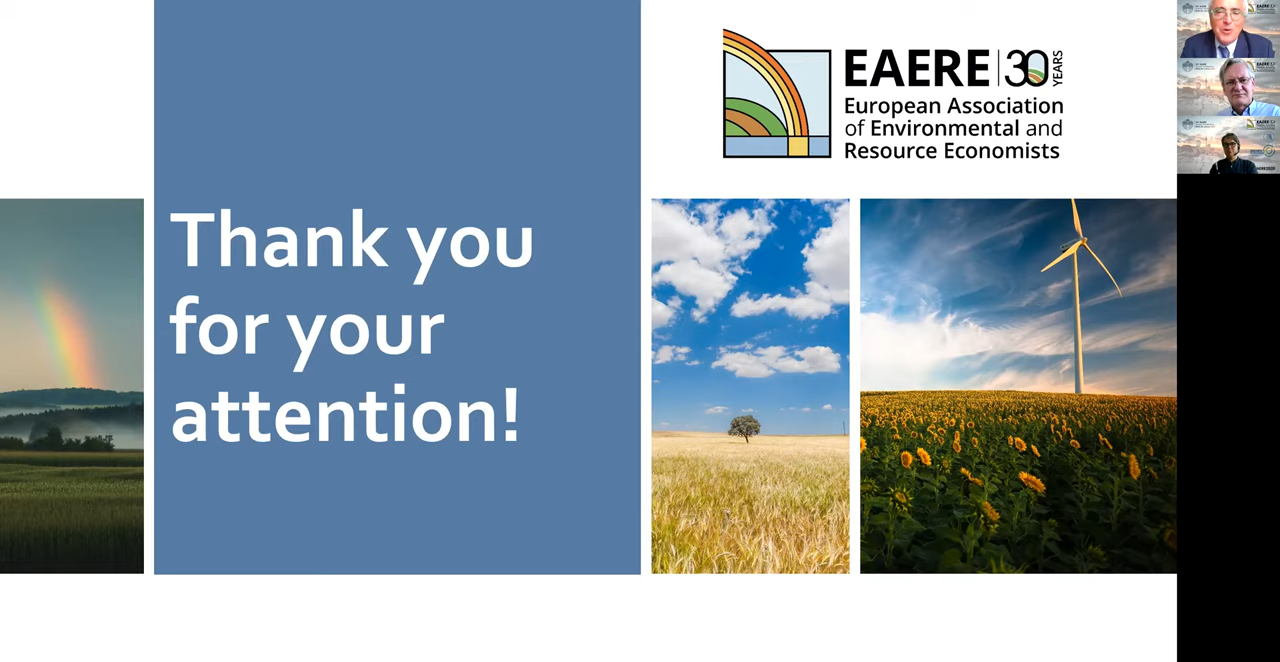 Thank you
for your
attention!
EAERE 30 YEARS
European Association
of Environmental and
Resource Economists